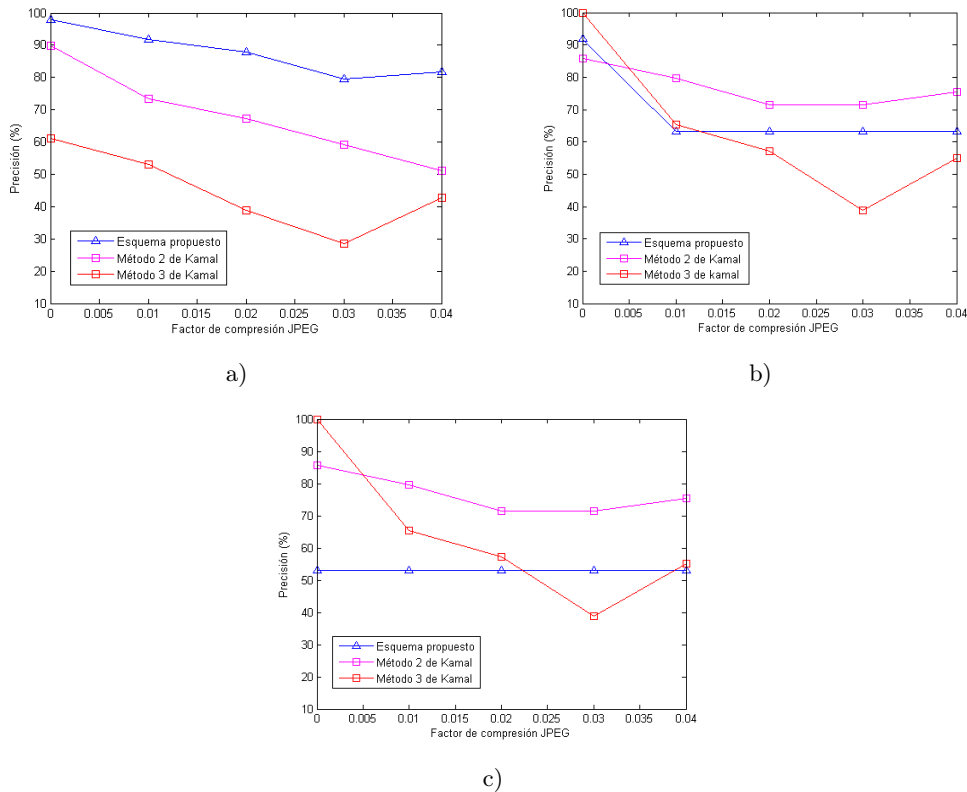 100
90
80
70
60
50
40
30
20
10
Precisión (%)
Esquema propuesto
Método 2 de Kamal
Método 3 de Kamal
0 0.005 0.01 0.015 0.02 0.025 0.03 0.035 0.04
Factor de compresión JPEG
a)
100
90
80
70
60
50
40
30
20
10
Precisión (%)
Esquema propuesto
Método 2 de Kamal
Método 3 de kamal
0 0.005 0.01 0.015 0.02 0.025 0.03 0.035 0.04
Factor de compresión JPEG
b)
100
90
80
70
60
50
40
30
20
10
Precisión (%)
Esquema propuesto
Método 2 de Kamal
Método 3 de Kamal
0 0.005 0.01 0.015 0.02 0.025 0.03 0.035 0.04
Factor de compresión JPEG
c)